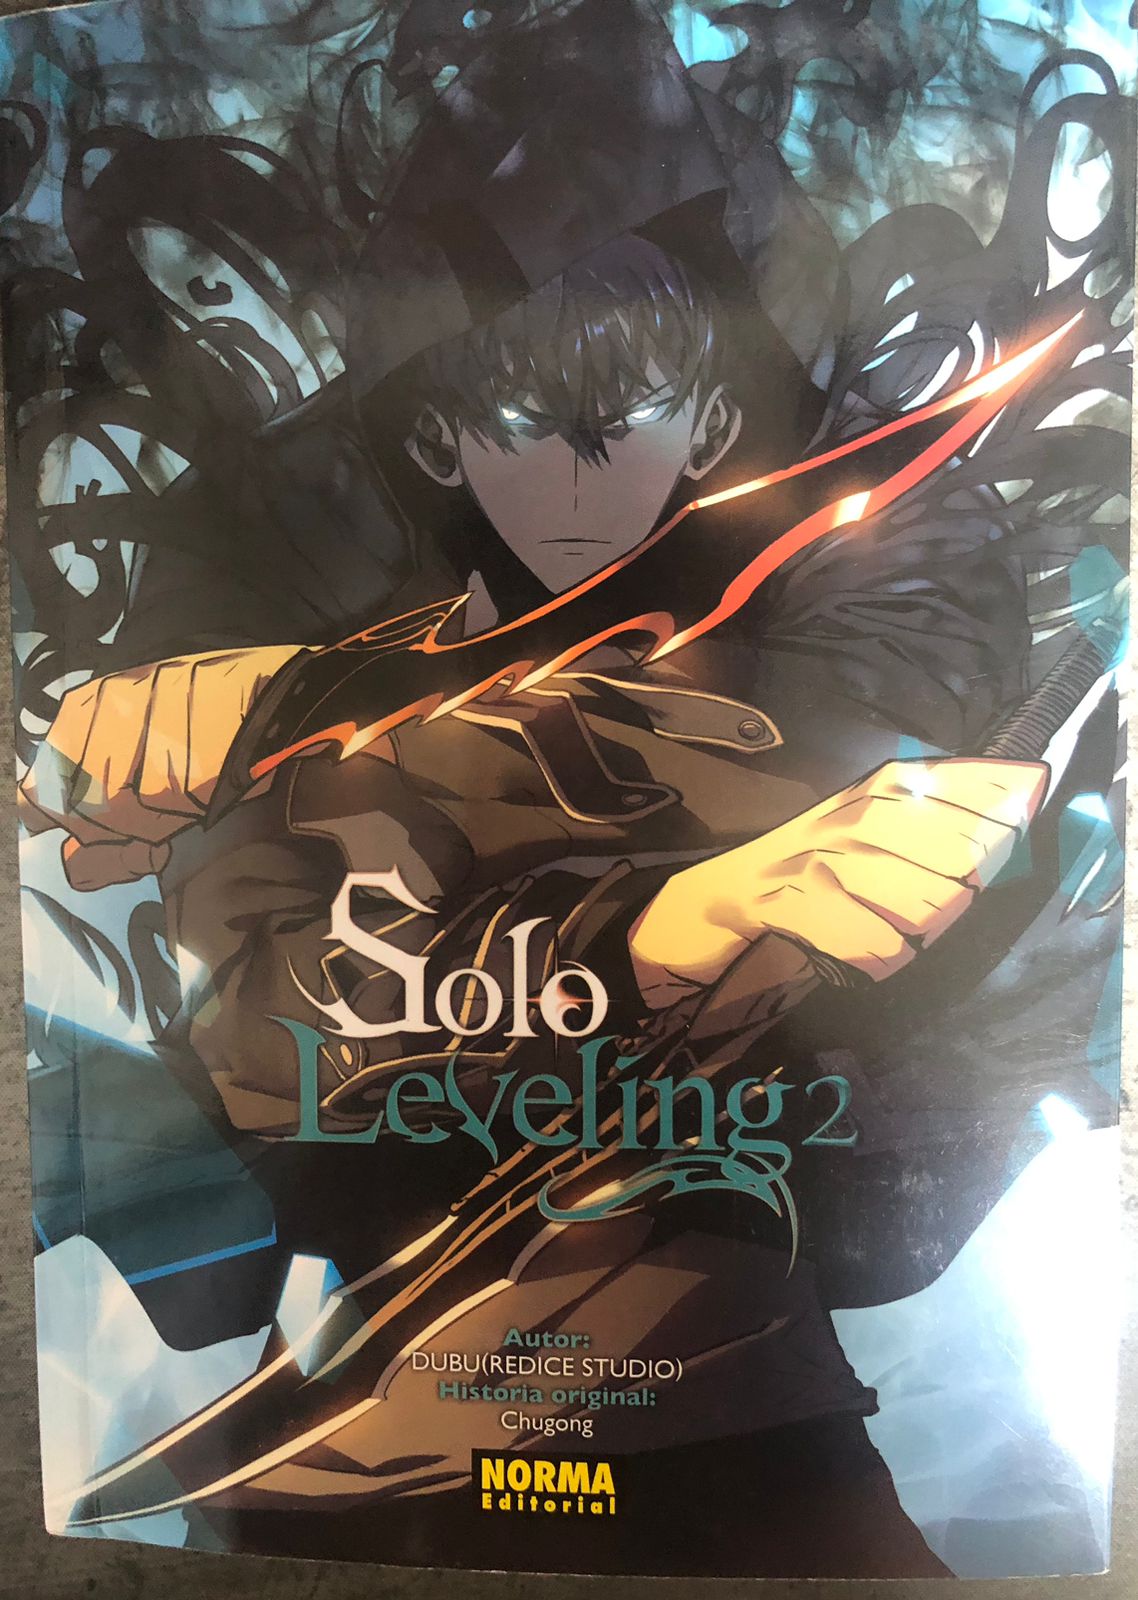 Solo
Leveling 2
Autor:
DUBU(REDICE STUDIO)
Historia original:
Chugong
NORMA
Editorial